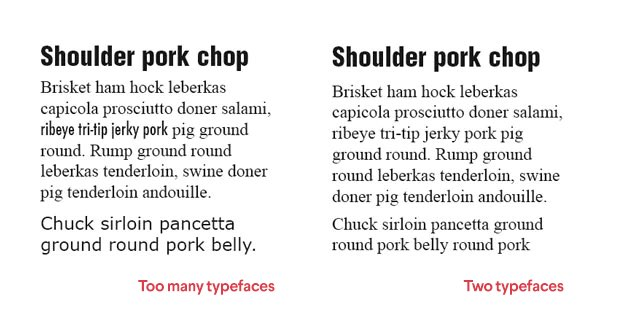 Shoulder pork chop
Brisket ham hock leberkas
capicola prosciutto doner salami,
ribeye tri-tip jerky pork pig ground
round. Rump ground round
leberkas tenderloin, swine doner
pig tenderloin andouille.
Chuck sirloin pancetta
ground round pork belly.
Too many typefaces
Shoulder pork chop
Brisket ham hock leberkas
capicola prosciutto doner salami,
ribeye tri-tip jerky pork pig
ground round. Rump ground
round leberkas tenderloin, swine
doner pig tenderloin andouille.
Chuck sirloin pancetta ground
round pork belly round pork
Two typefaces